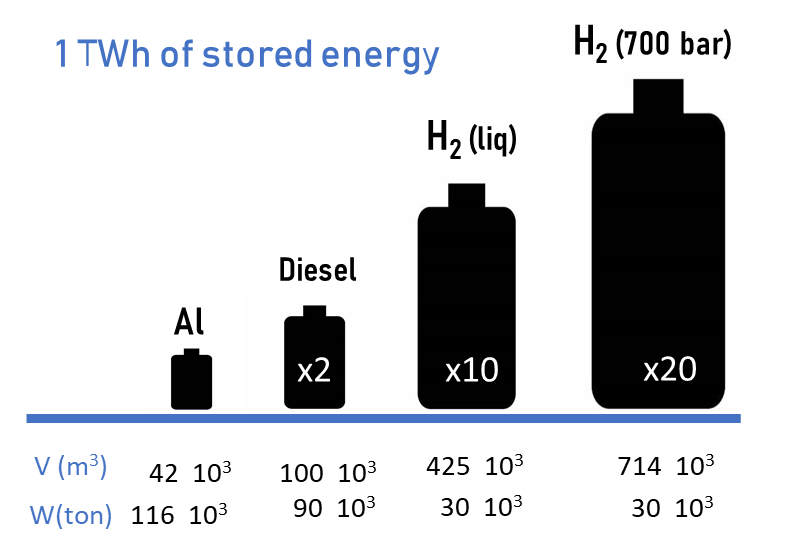 1 TWh of stored energy
H₂ (700 bar)
H₂ (liq)
Diesel
Al
x2
x10
x20
V (m³) 42 10³ 100 10³ 425 10³ 714 10³
W(ton) 116 10³ 90 10³ 30 10³ 30 10³